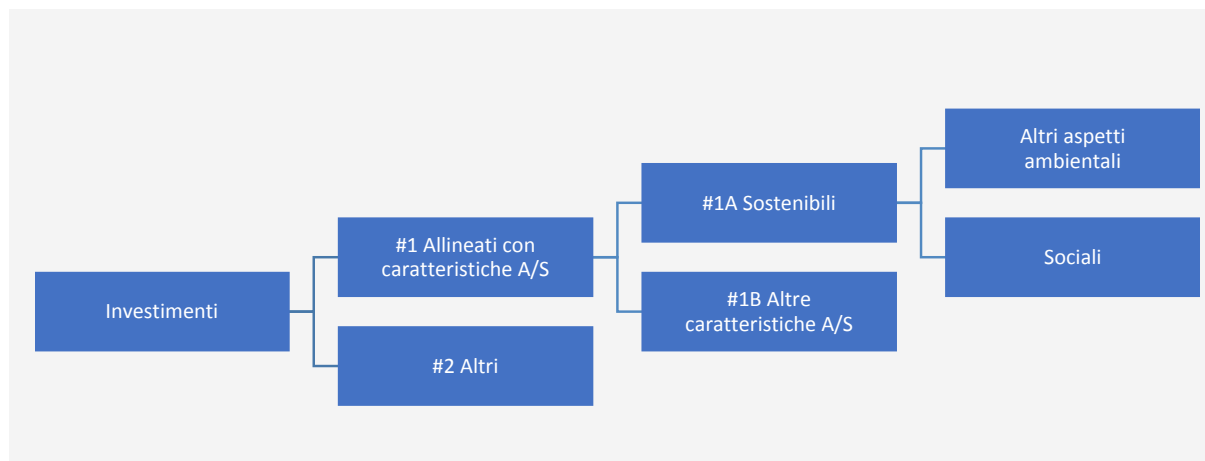 Investimenti
#1 Allineati con
caratteristiche A/S
#2 Altri
#1A Sostenibili
#1B Altre
caratteristiche A/S
Altri aspetti
ambientali
Sociali